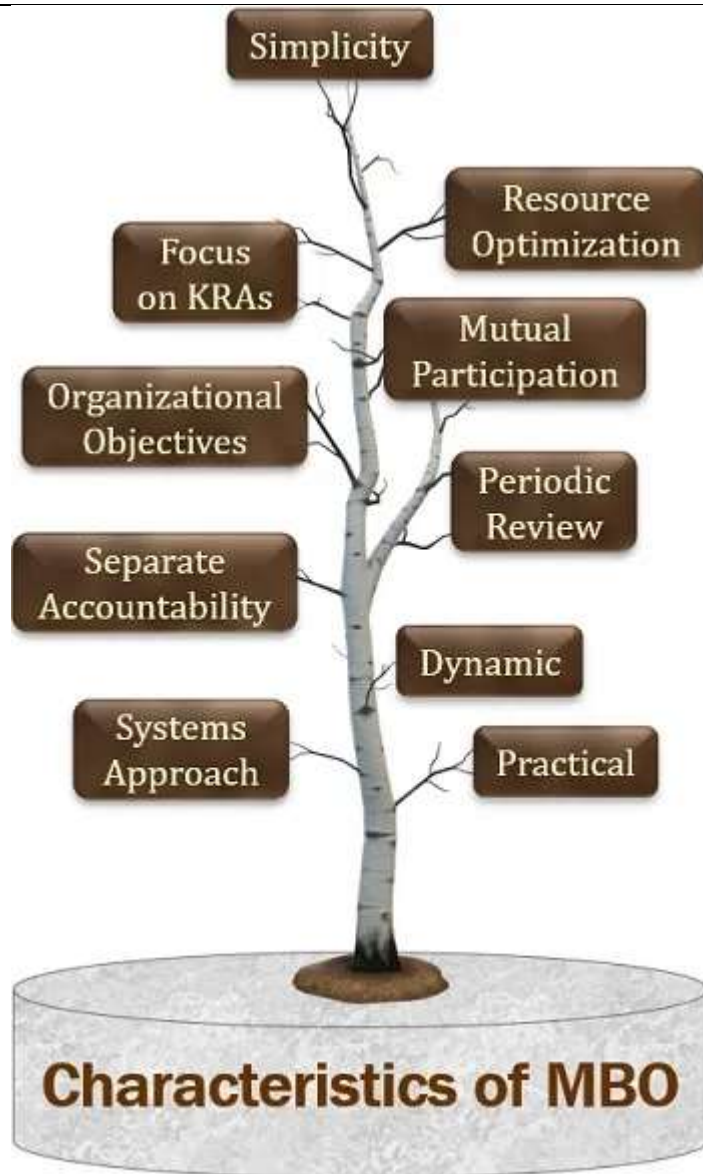 Simplicity
Resource
Optimization
Focus
on KRAs
Mutual
Participation
Organizational
Objectives
Periodic
Review
Separate
Accountability
Dynamic
Systems
Approach
Practical
Characteristics of MBO